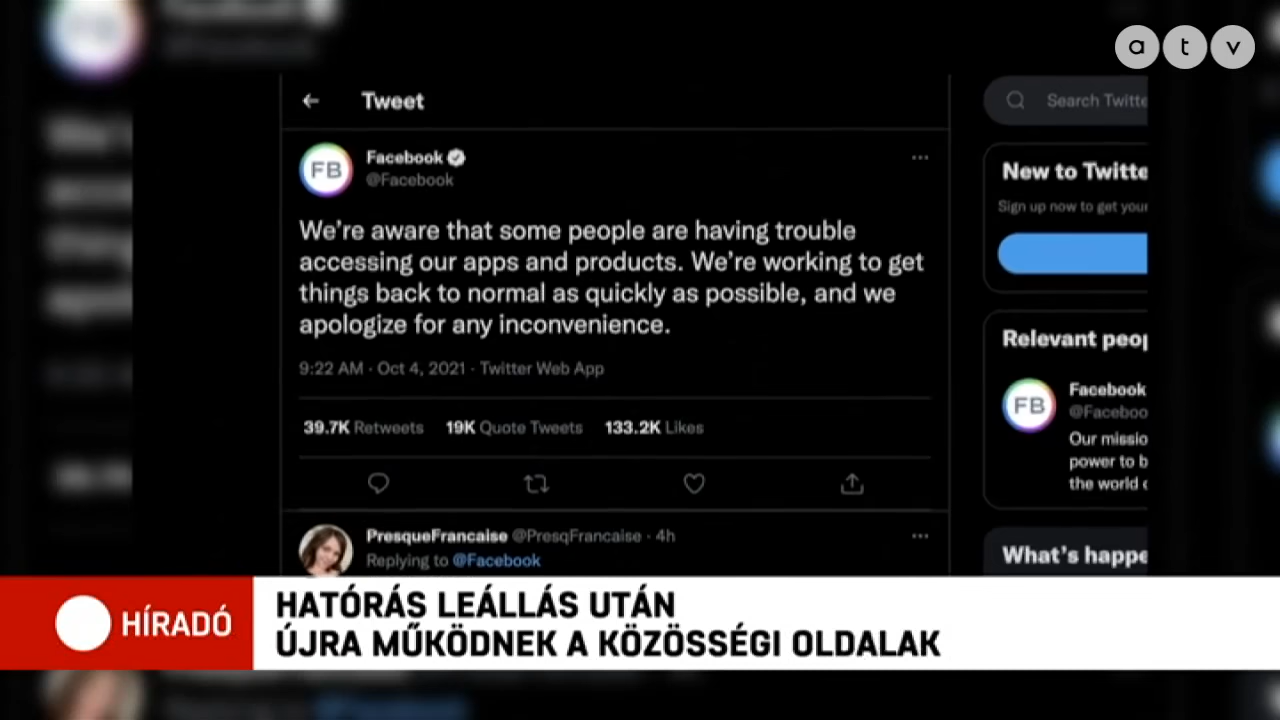 a t v
Tweet
Search Twitte
FB
Facebook
@Facebook
We're aware that some people are having trouble
accessing our apps and products. We're working to get
things back to normal as quickly as possible, and we
apologize for any inconvenience.
9:22 AM · Oct 4, 2021 · Twitter Web App
39.7K Retweets 19K Quote Tweets 133.2K Likes
PresqueFrancaise @PresqFrancaise · 4h
Replying to @Facebook
New to Twitte
Sign up now to get your
Relevant peop
FB
Facebook
@Faceboo
Our missio
power to b
the world
What's happe
HÍRADÓ
HATÓRÁS LEÁLLÁS UTÁN
ÚJRA MŰKÖDNEK A KÖZÖSSÉGI OLDALAK